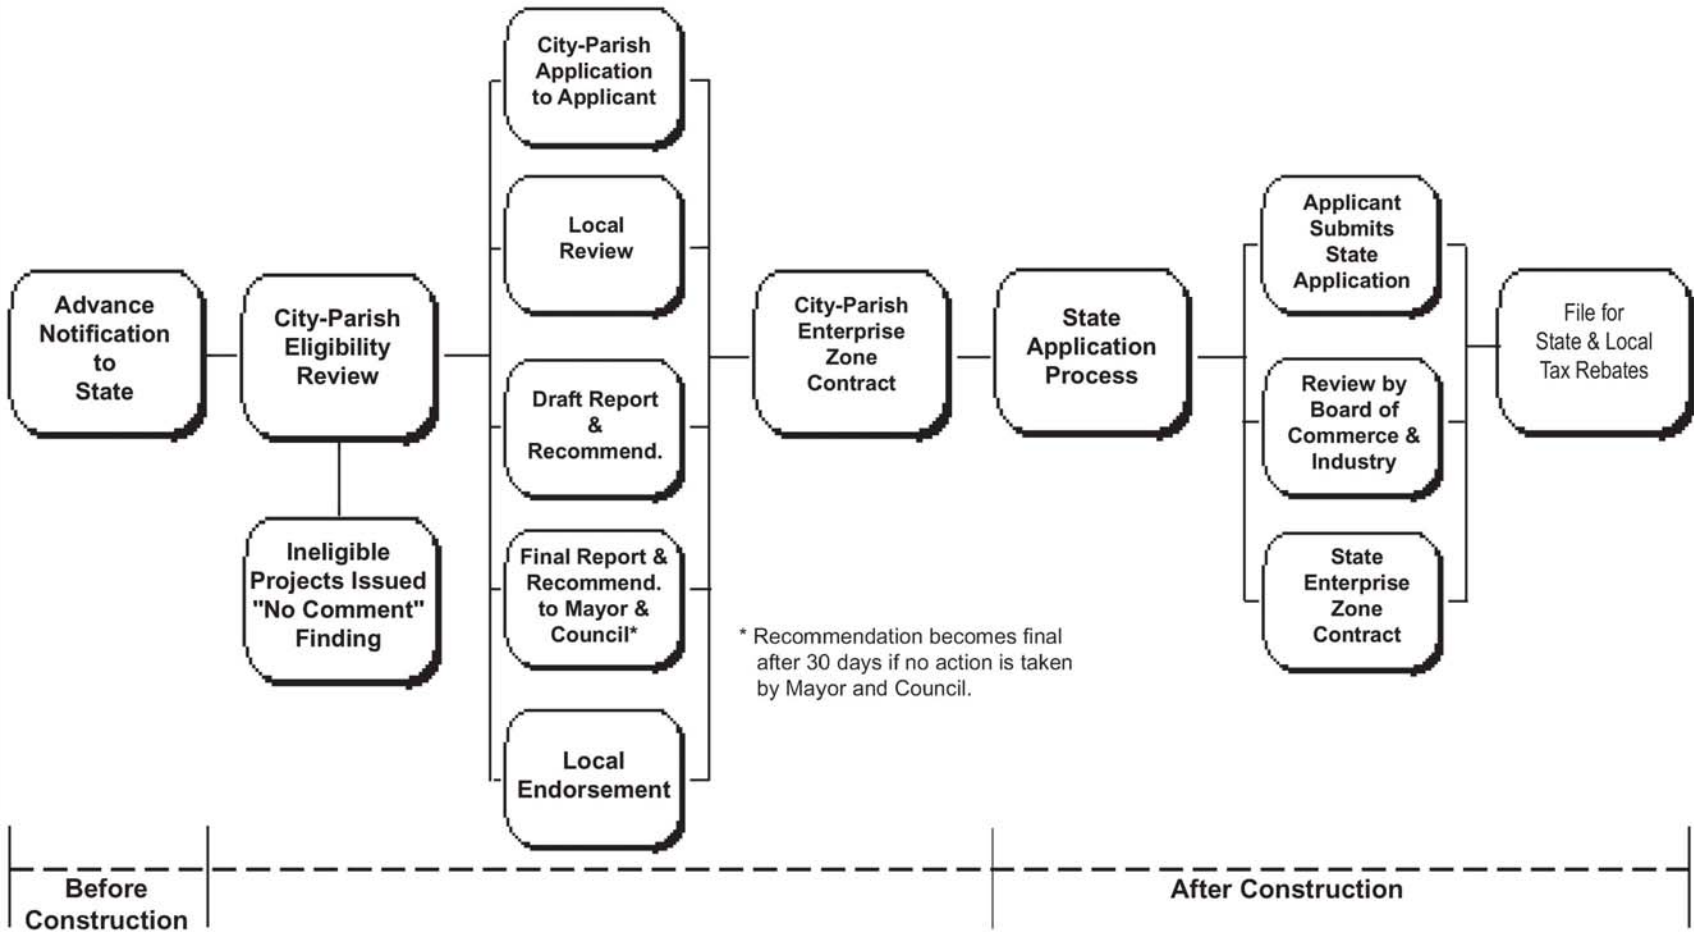 Advance
Notification
to
State
City-Parish
Eligibility
Review
Ineligible
Projects Issued
"No Comment"
Finding
City-Parish
Application
to Applicant
Local
Review
Draft Report
&
Recommend.
Final Report &
Recommend.
to Mayor &
Council*
Local
Endorsement
City-Parish
Enterprise
Zone
Contract
* Recommendation becomes final
after 30 days if no action is taken
by Mayor and Council.
State
Application
Process
Applicant
Submits
State
Application
Review by
Board of
Commerce &
Industry
State
Enterprise
Zone
Contract
File for
State & Local
Tax Rebates
Before
Construction
After Construction